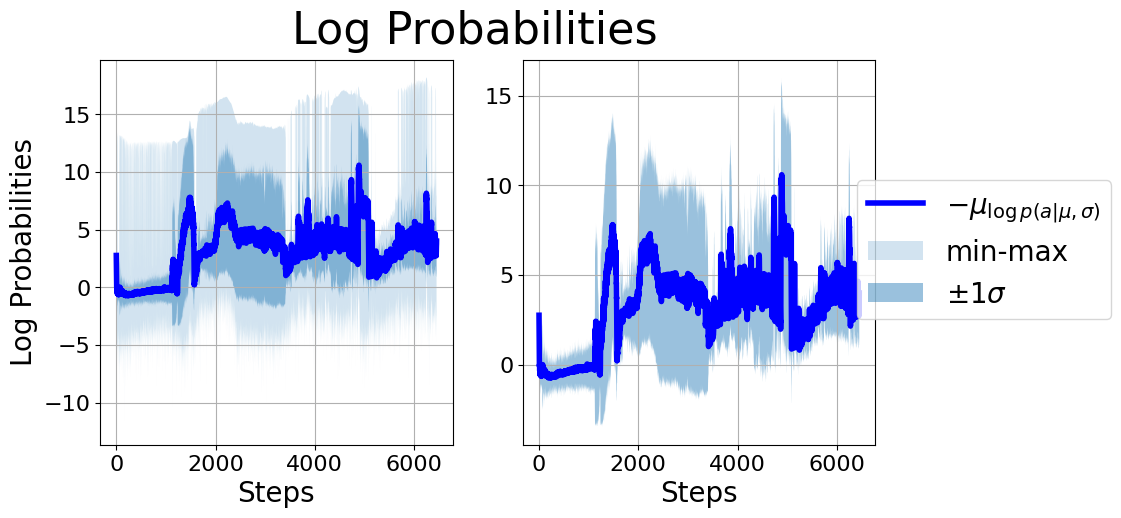 Log Probabilities
Log Probabilities
15
10
5
0
−5
−10
0 2000 4000 6000
Steps
15
10
5
0
0 2000 4000 6000
Steps
−μ_{log p(a|μ, σ)}
min-max
±1σ